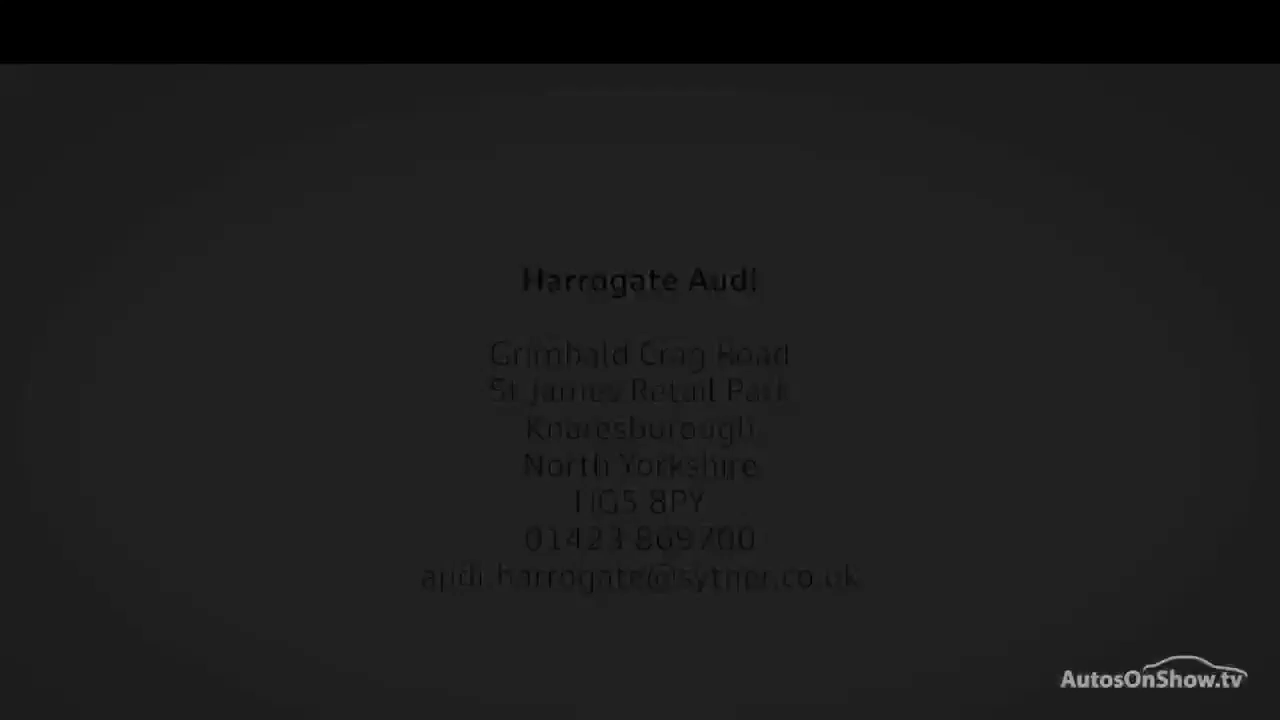 Harrogate Audi
Grimbald Crag Road
St James Retail Park
Knaresborough
North Yorkshire
HG5 8PY
01423 869700
audi.harrogate@sytner.co.uk
AutosOnShow.tv